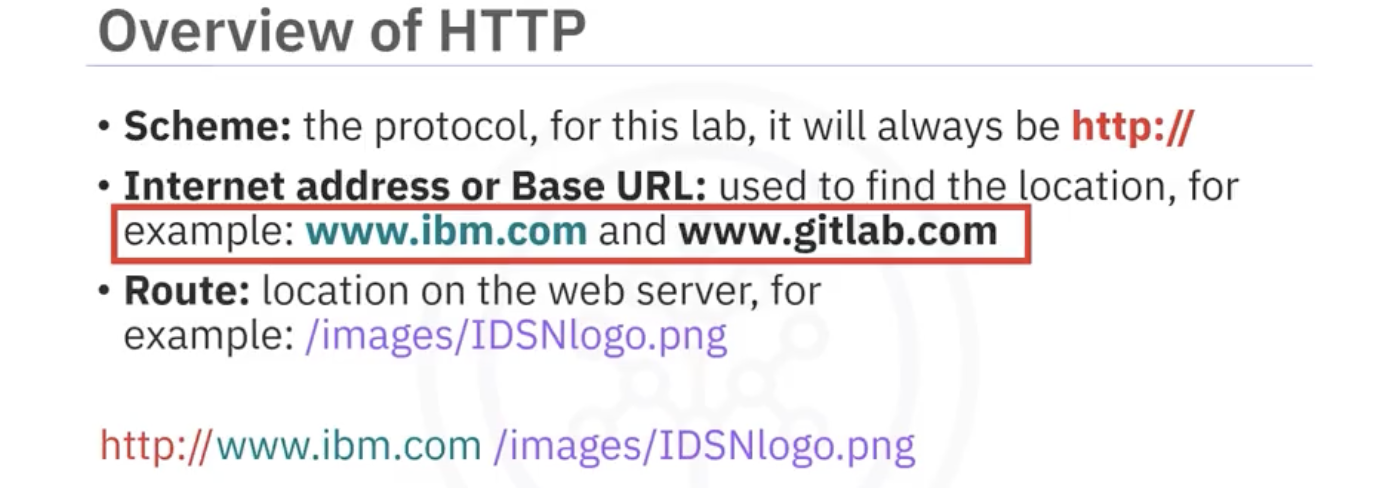 Overview of HTTP
• Scheme: the protocol, for this lab, it will always be http://
• Internet address or Base URL: used to find the location, for
example: www.ibm.com and www.gitlab.com
• Route: location on the web server, for
example: /images/IDSNlogo.png
http://www.ibm.com /images/IDSNlogo.png